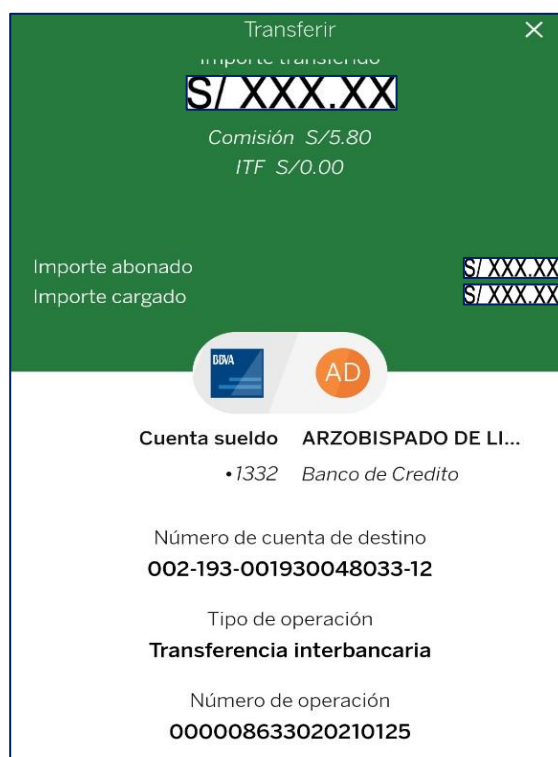 Transferir
Importe transferido
S/ XXX.XX
Comisión S/5.80
ITF S/0.00
Importe abonado S/ XXX.XX
Importe cargado S/ XXX.XX
BBVA AD
Cuenta sueldo ARZOBISPADO DE LI...
•1332 Banco de Credito
Número de cuenta de destino
002-193-001930048033-12
Tipo de operación
Transferencia interbancaria
Número de operación
000008633020210125